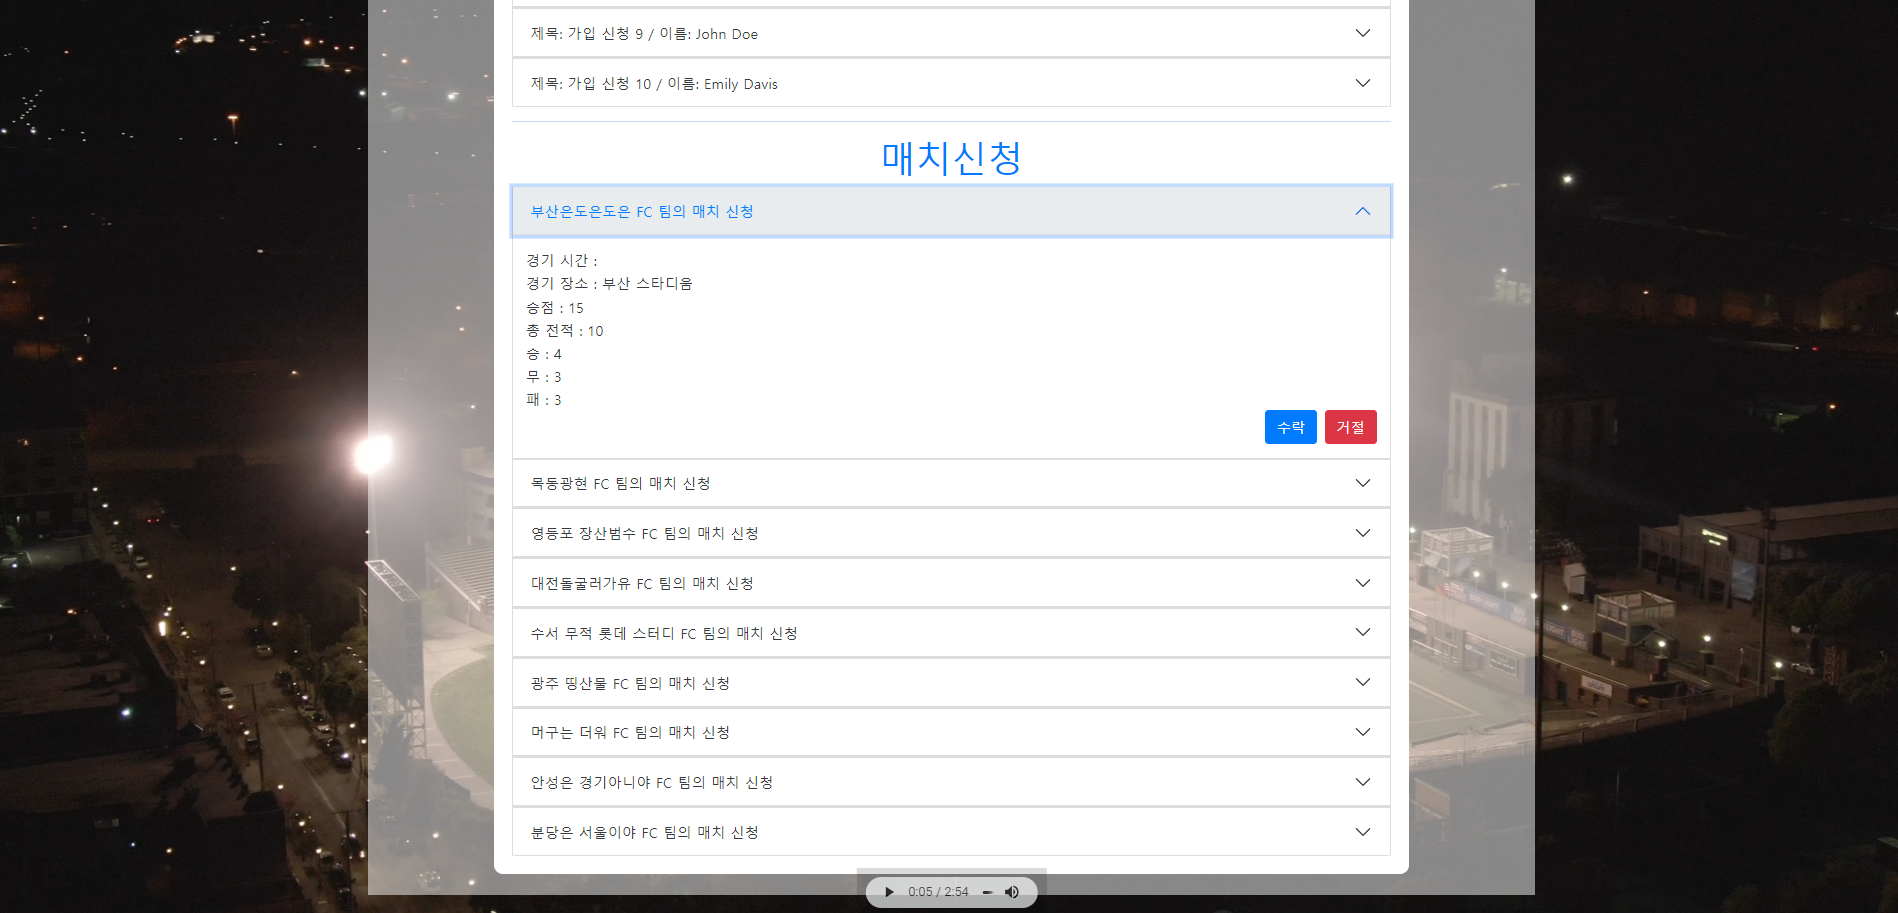 제목: 가입 신청 9 / 이름: John Doe
제목: 가입 신청 10 / 이름: Emily Davis
매치신청
부산은도은도은 FC 팀의 매치 신청
경기 시간 :
경기 장소 : 부산 스타디움
승점 : 15
총 전적 : 10
승 : 4
무 : 3
패 : 3
수락 거절
목동광현 FC 팀의 매치 신청
영등포 장산범수 FC 팀의 매치 신청
대전돌굴러가유 FC 팀의 매치 신청
수서 무적 롯데 스터디 FC 팀의 매치 신청
광주 띵산물 FC 팀의 매치 신청
머구는 더워 FC 팀의 매치 신청
안성은 경기아니야 FC 팀의 매치 신청
분당은 서울이야 FC 팀의 매치 신청
0:05 / 2:54